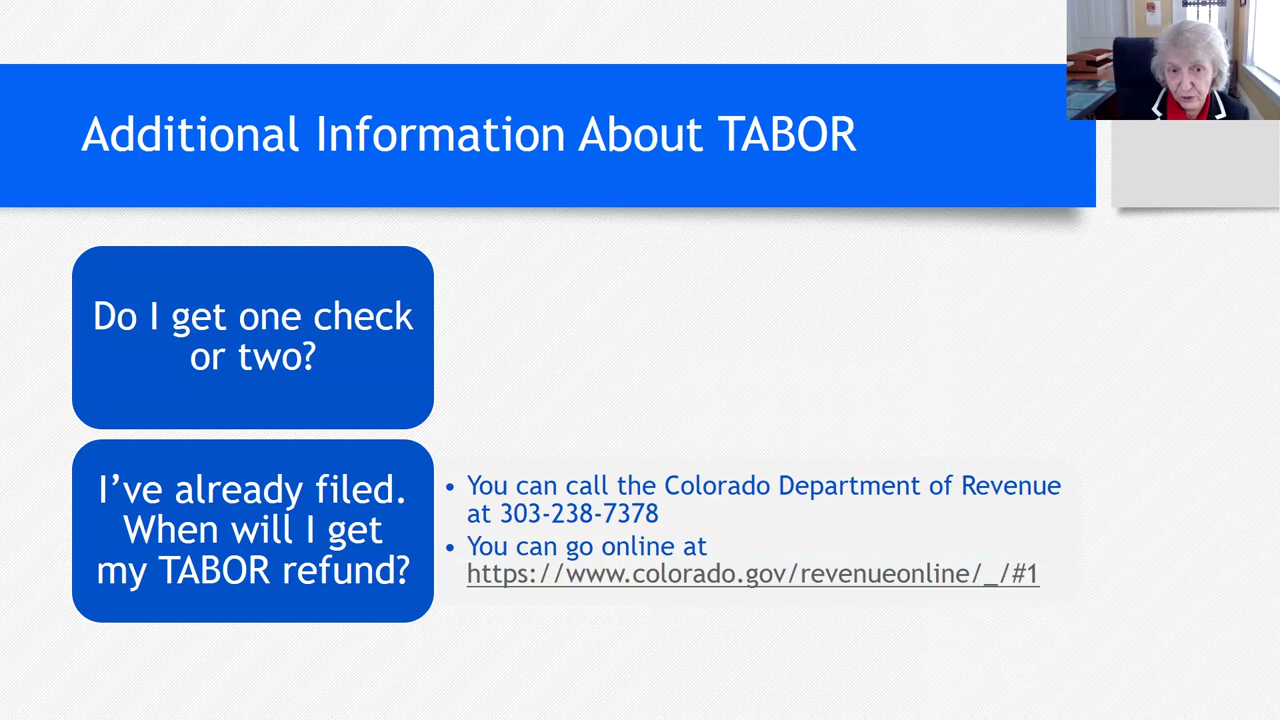 Additional Information About TABOR
Do I get one check
or two?
I’ve already filed.
When will I get
my TABOR refund?
• You can call the Colorado Department of Revenue
at 303-238-7378
• You can go online at
https://www.colorado.gov/revenueonline/_/#1